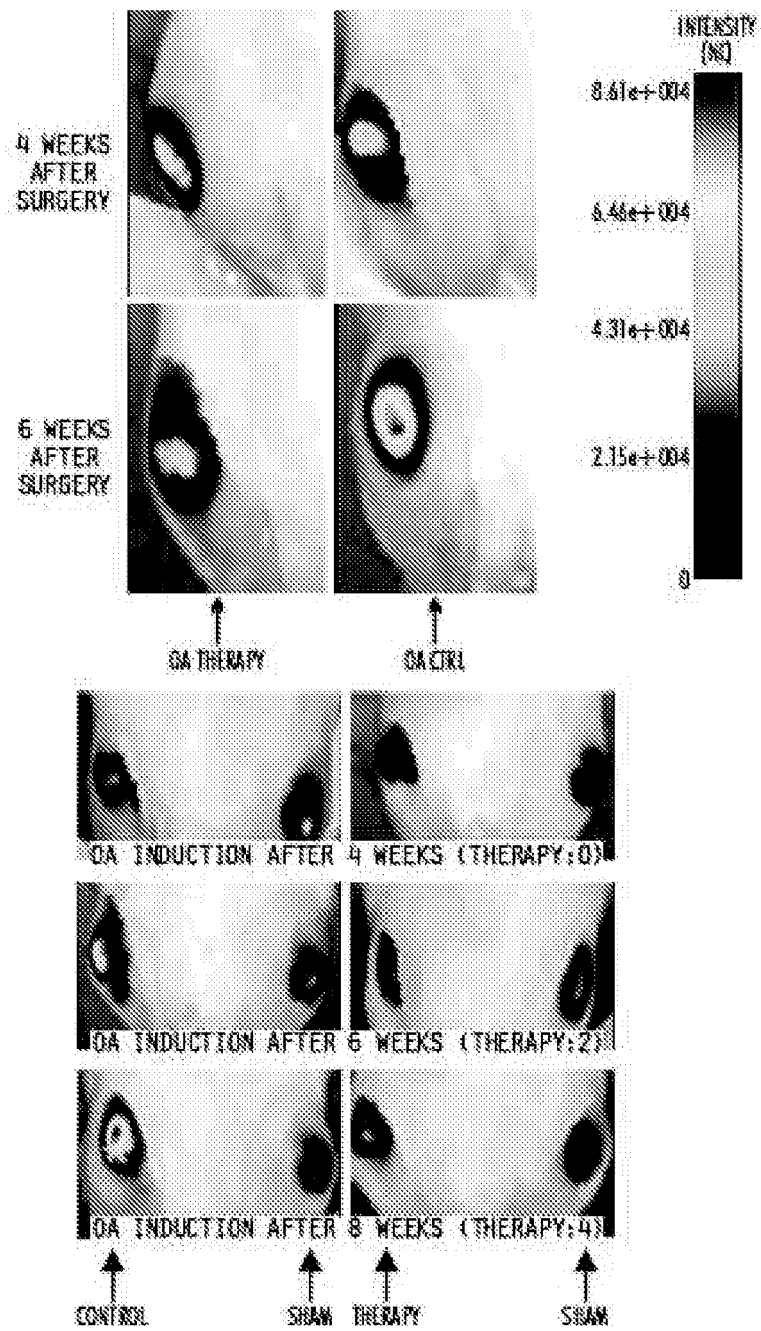 INTENSITY
(NC)
8.61e+004
6.46e+004
4.31e+004
2.15e+004
0
4 WEEKS
AFTER
SURGERY
6 WEEKS
AFTER
SURGERY
OA THERAPY
OA CTRL
OA INDUCTION AFTER 4 WEEKS (THERAPY:0)
OA INDUCTION AFTER 6 WEEKS (THERAPY:2)
OA INDUCTION AFTER 8 WEEKS (THERAPY:4)
CONTROL
SHAM
THERAPY
SHAM